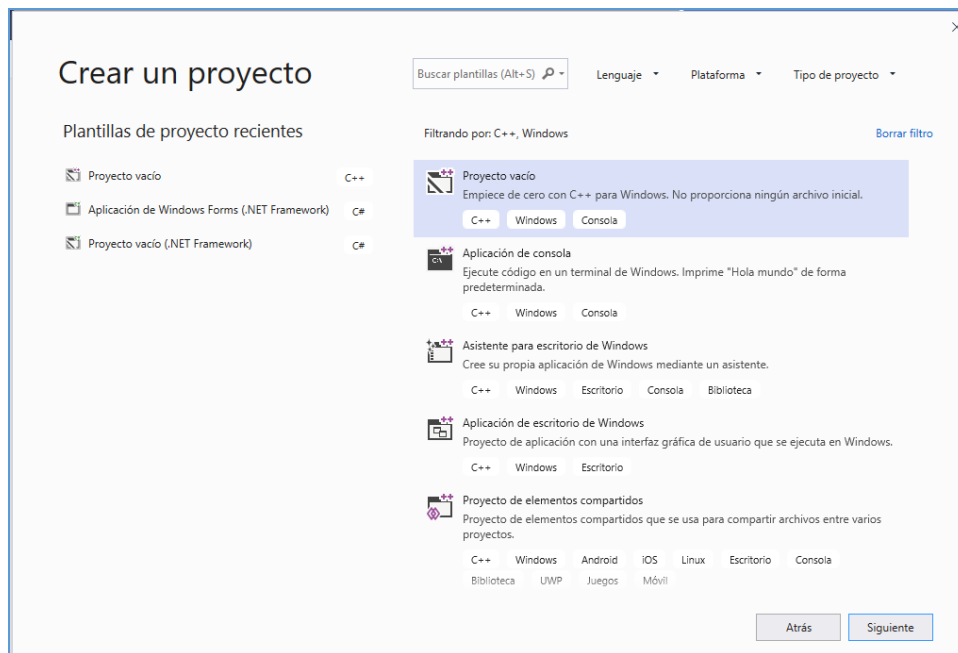 Crear un proyecto
Buscar plantillas (Alt+S)
Lenguaje
Plataforma
Tipo de proyecto
Plantillas de proyecto recientes
Proyecto vacío C++
Aplicación de Windows Forms (.NET Framework) C#
Proyecto vacío (.NET Framework) C#
Filtrando por: C++, Windows
Borrar filtro
Proyecto vacío
Empiece de cero con C++ para Windows. No proporciona ningún archivo inicial.
C++ Windows Consola
Aplicación de consola
Ejecute código en un terminal de Windows. Imprime "Hola mundo" de forma
predeterminada.
C++ Windows Consola
Asistente para escritorio de Windows
Cree su propia aplicación de Windows mediante un asistente.
C++ Windows Escritorio Consola Biblioteca
Aplicación de escritorio de Windows
Proyecto de aplicación con una interfaz gráfica de usuario que se ejecuta en Windows.
C++ Windows Escritorio
Proyecto de elementos compartidos
Proyecto de elementos compartidos que se usa para compartir archivos entre varios
proyectos.
C++ Windows Android iOS Linux Escritorio Consola
Biblioteca UWP Juegos Móvil
Atrás
Siguiente